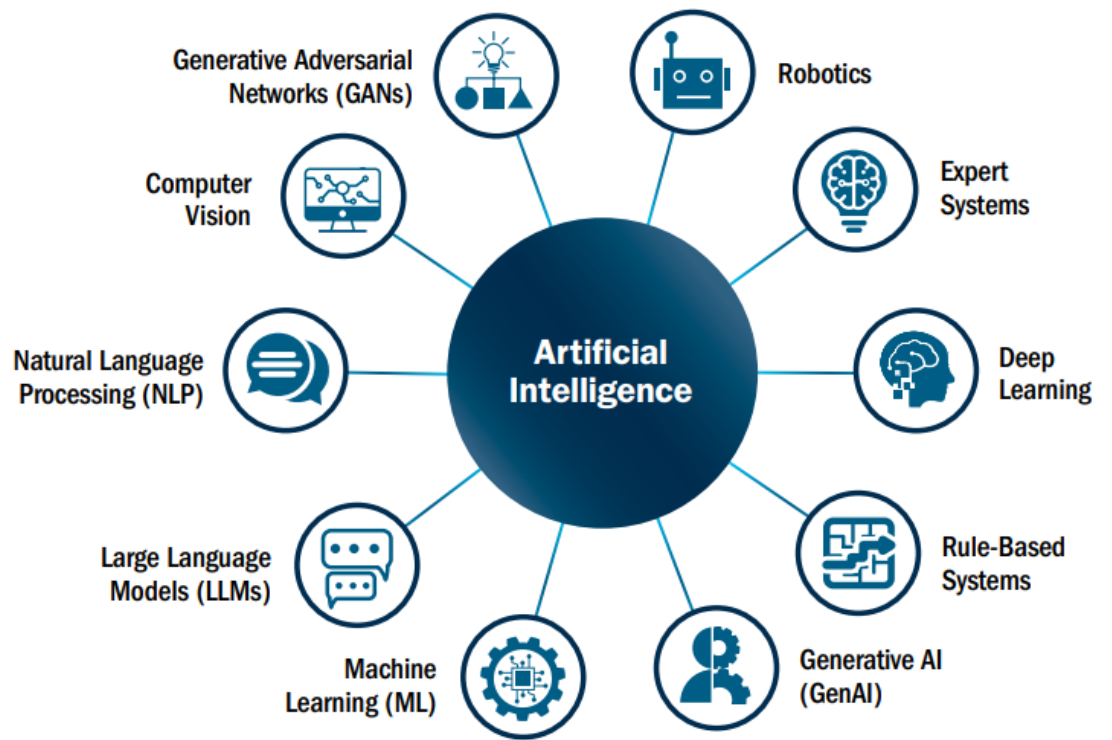 Generative Adversarial
Networks (GANs)
Robotics
Computer
Vision
Expert
Systems
Natural Language
Processing (NLP)
Artificial
Intelligence
Deep
Learning
Large Language
Models (LLMs)
Rule-Based
Systems
Machine
Learning (ML)
Generative AI
(GenAI)